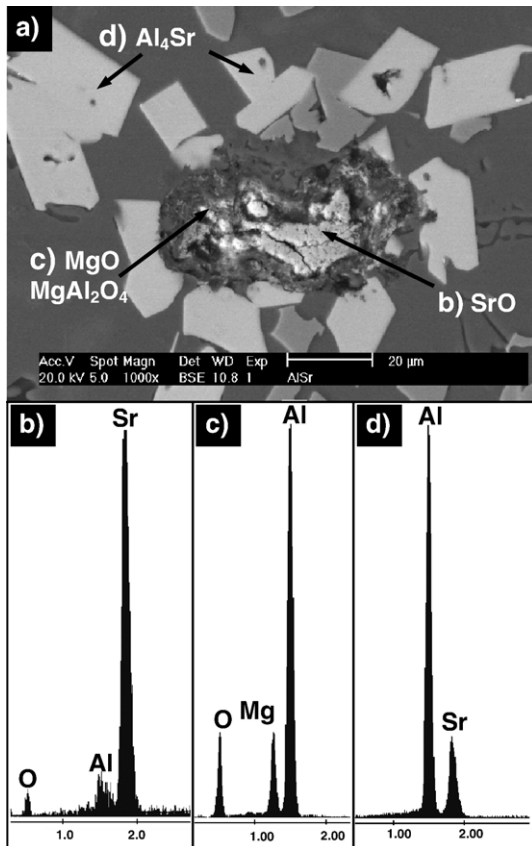 a)
d) Al₄Sr
c) MgO
MgAl₂O₄
b) SrO
Acc.V Spot Magn Det WD Exp 20 µm
20.0 kV 5.0 1000x BSE 10.8 1 AlSr
b) Sr
O Al
1.0 2.0
c) Al
O Mg
1.00 2.00
d) Al
Sr
1.00 2.00